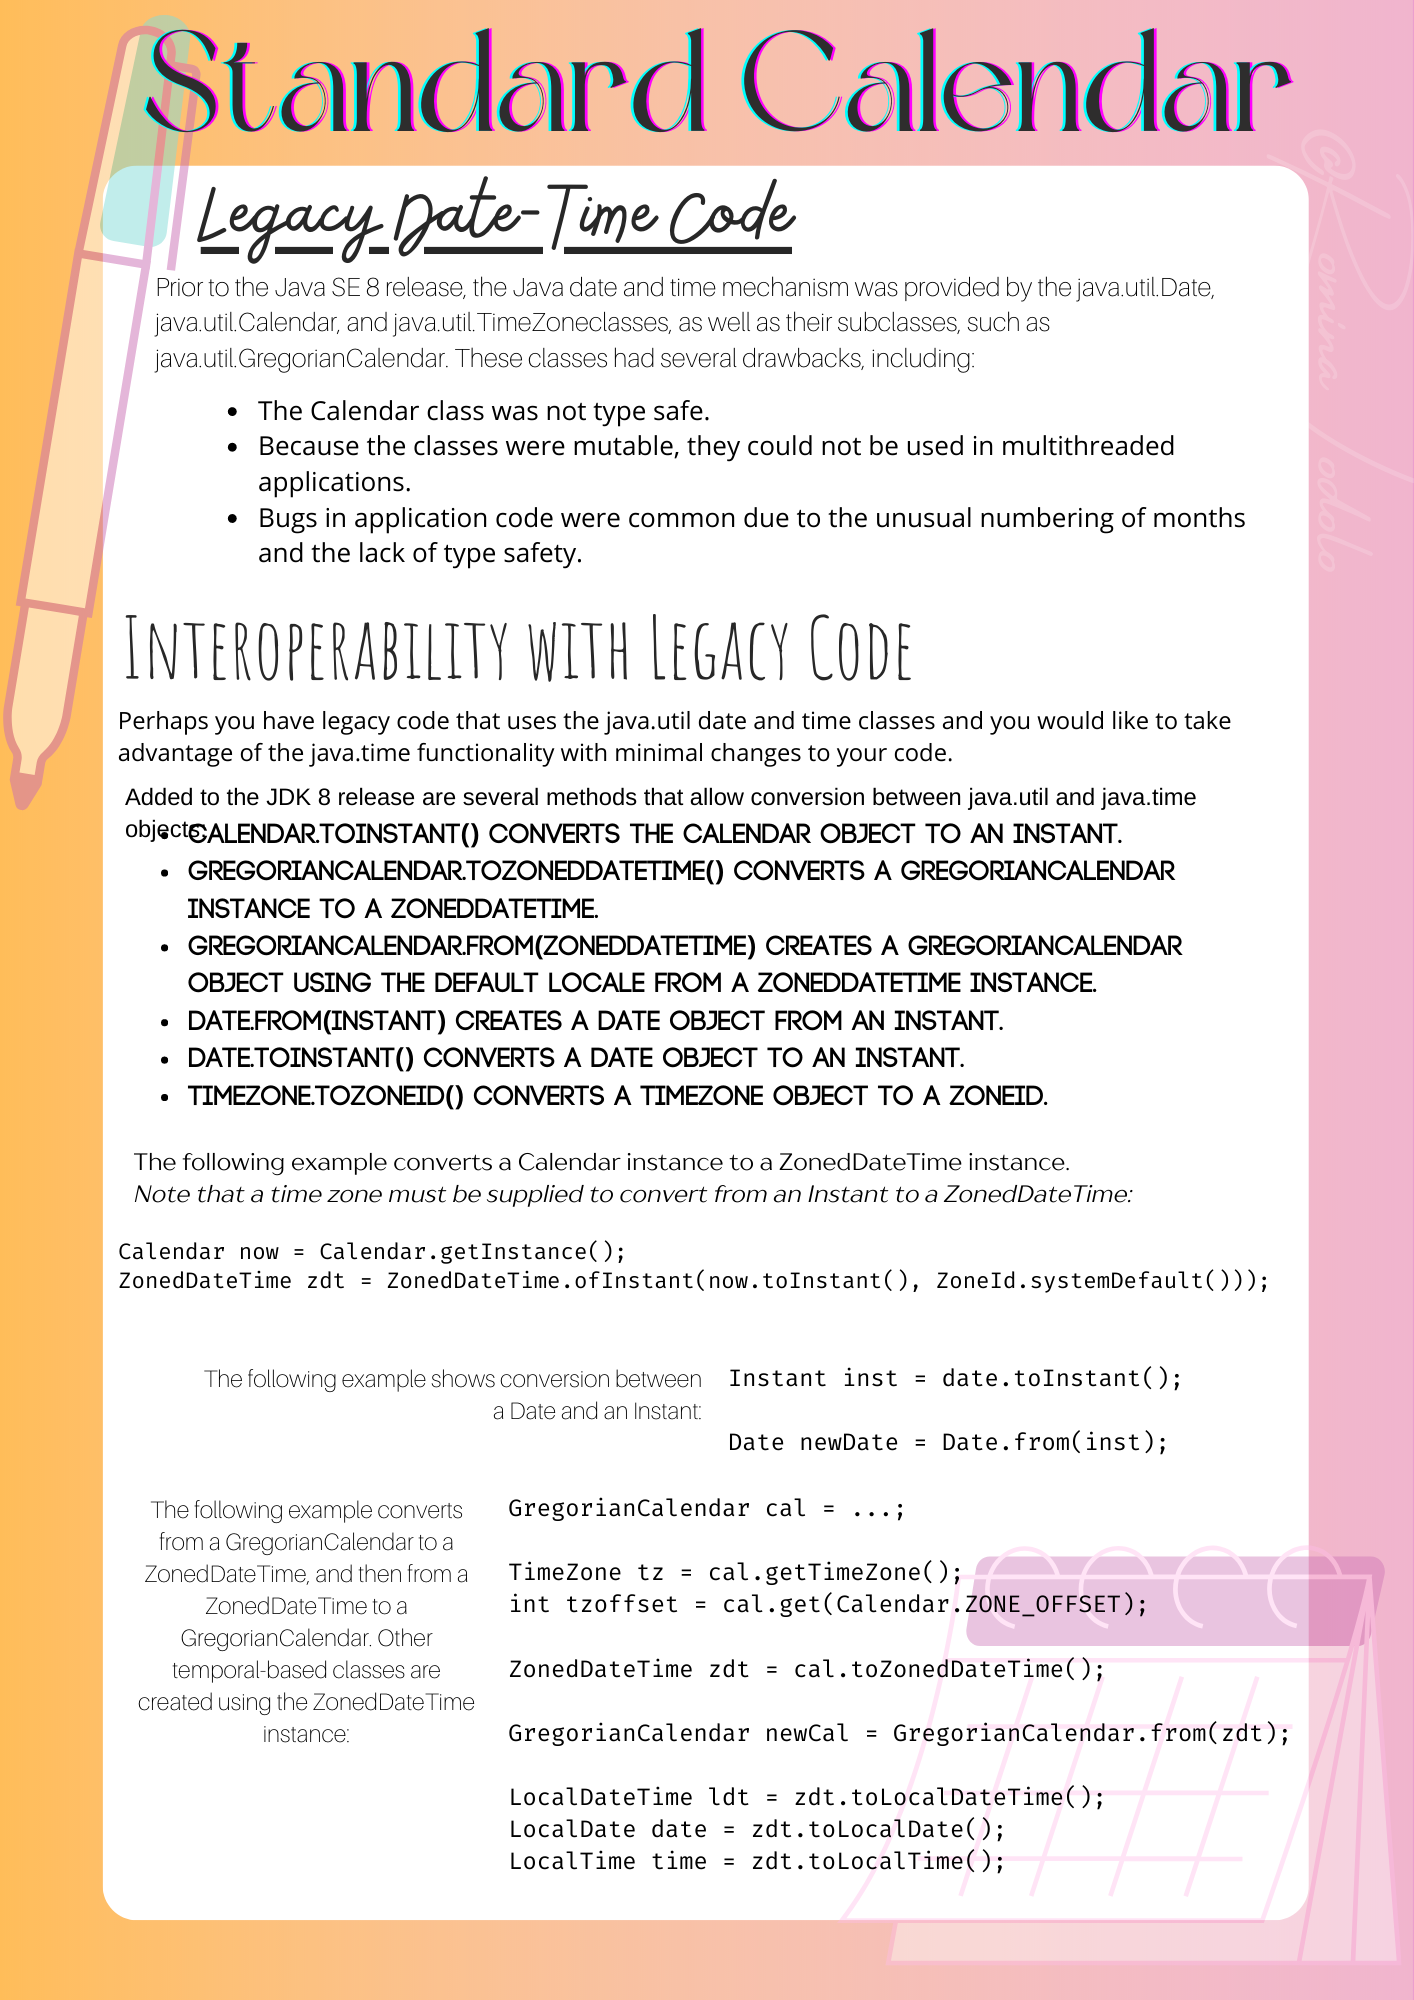 Standard Calendar
Legacy Date-Time Code
Prior to the Java SE 8 release, the Java date and time mechanism was provided by the java.util.Date,
java.util.Calendar, and java.util.TimeZoneclasses, as well as their subclasses, such as
java.util.GregorianCalendar. These classes had several drawbacks, including:
• The Calendar class was not type safe.
• Because the classes were mutable, they could not be used in multithreaded
applications.
• Bugs in application code were common due to the unusual numbering of months
and the lack of type safety.
Interoperability with Legacy Code
Perhaps you have legacy code that uses the java.util date and time classes and you would like to take
advantage of the java.time functionality with minimal changes to your code.
Added to the JDK 8 release are several methods that allow conversion between java.util and java.time
objects:
• CALENDAR.TOINSTANT() CONVERTS THE CALENDAR OBJECT TO AN INSTANT.
• GREGORIANCALENDAR.TOZONEDDATETIME() CONVERTS A GREGORIANCALENDAR
INSTANCE TO A ZONEDDATETIME.
• GREGORIANCALENDAR.FROM(ZONEDDATETIME) CREATES A GREGORIANCALENDAR
OBJECT USING THE DEFAULT LOCALE FROM A ZONEDDATETIME INSTANCE.
• DATE.FROM(INSTANT) CREATES A DATE OBJECT FROM AN INSTANT.
• DATE.TOINSTANT() CONVERTS A DATE OBJECT TO AN INSTANT.
• TIMEZONE.TOZONEID() CONVERTS A TIMEZONE OBJECT TO A ZONEID.
The following example converts a Calendar instance to a ZonedDateTime instance.
Note that a time zone must be supplied to convert from an Instant to a ZonedDateTime:
Calendar now = Calendar.getInstance();
ZonedDateTime zdt = ZonedDateTime.ofInstant(now.toInstant(), ZoneId.systemDefault()));
The following example shows conversion between
a Date and an Instant:
Instant inst = date.toInstant();
Date newDate = Date.from(inst);
The following example converts
from a GregorianCalendar to a
ZonedDateTime, and then from a
ZonedDateTime to a
GregorianCalendar. Other
temporal-based classes are
created using the ZonedDateTime
instance:
GregorianCalendar cal = ...;
TimeZone tz = cal.getTimeZone();
int tzoffset = cal.get(Calendar.ZONE_OFFSET);
ZonedDateTime zdt = cal.toZonedDateTime();
GregorianCalendar newCal = GregorianCalendar.from(zdt);
LocalDateTime ldt = zdt.toLocalDateTime();
LocalDate date = zdt.toLocalDate();
LocalTime time = zdt.toLocalTime();
@Romina Iodolo